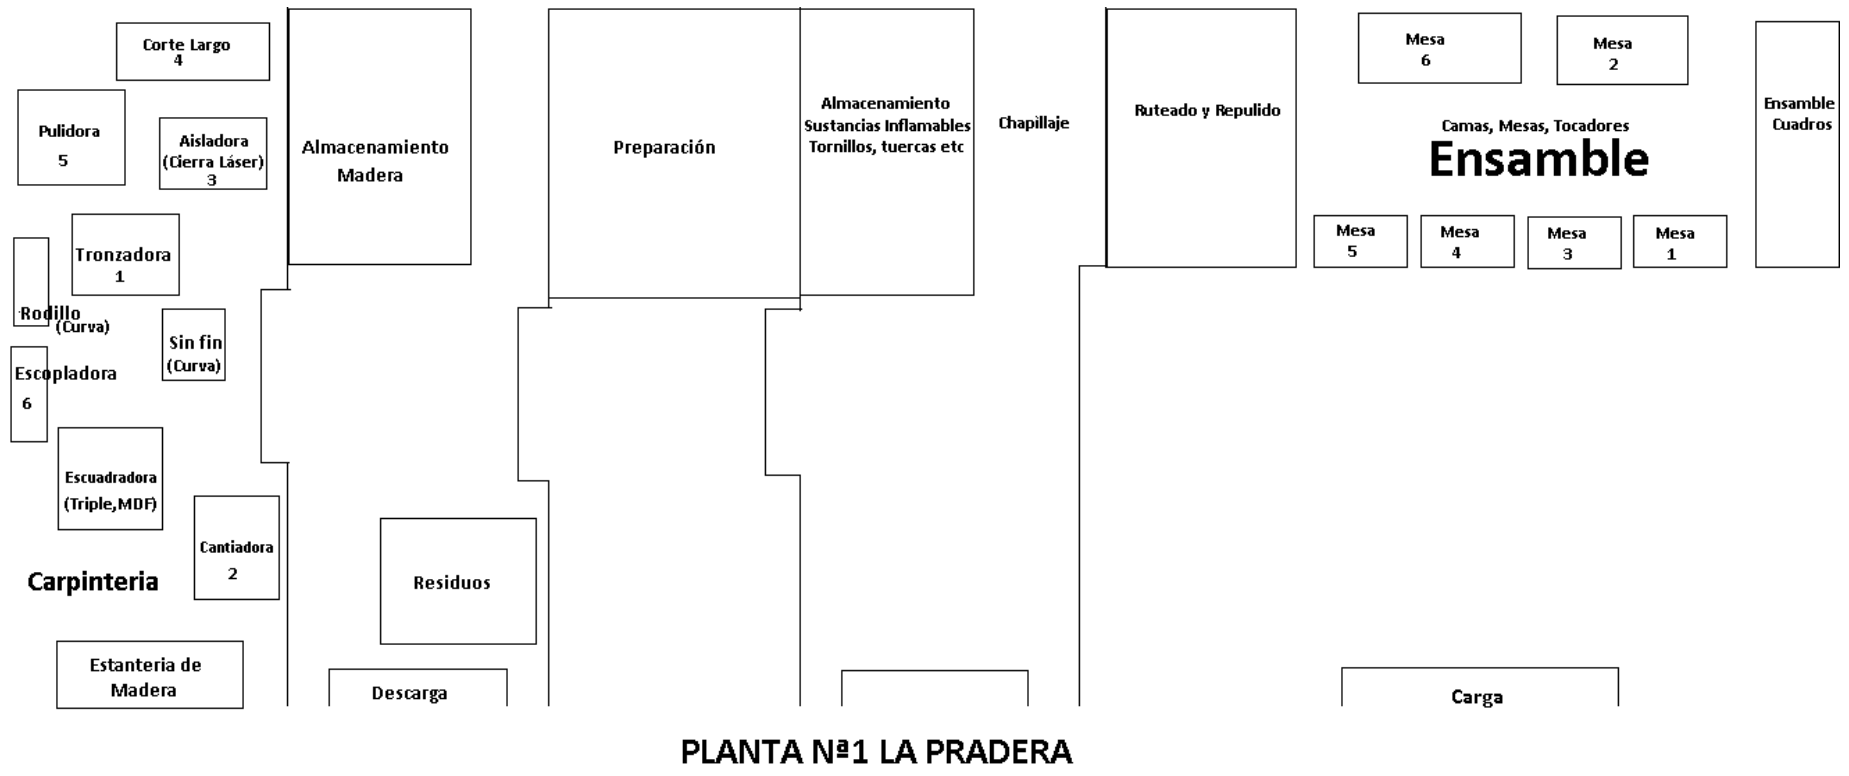 Corte Largo
4
Pulidora
5
Aisladora
(Cierra Láser)
3
Tronzadora
1
Rodillo
(Curva)
Sin fin
(Curva)
Escopladora
6
Escuadradora
(Triple,MDF)
Cantiadora
2
Carpinteria
Estanteria de
Madera
Almacenamiento
Madera
Residuos
Descarga
Preparación
Almacenamiento
Sustancias Inflamables
Tornillos, tuercas etc
Chapillaje
Ruteado y Repulido
Mesa
6
Mesa
2
Camas, Mesas, Tocadores
Ensamble
Mesa
5
Mesa
4
Mesa
3
Mesa
1
Ensamble
Cuadros
Carga
PLANTA Nª1 LA PRADERA